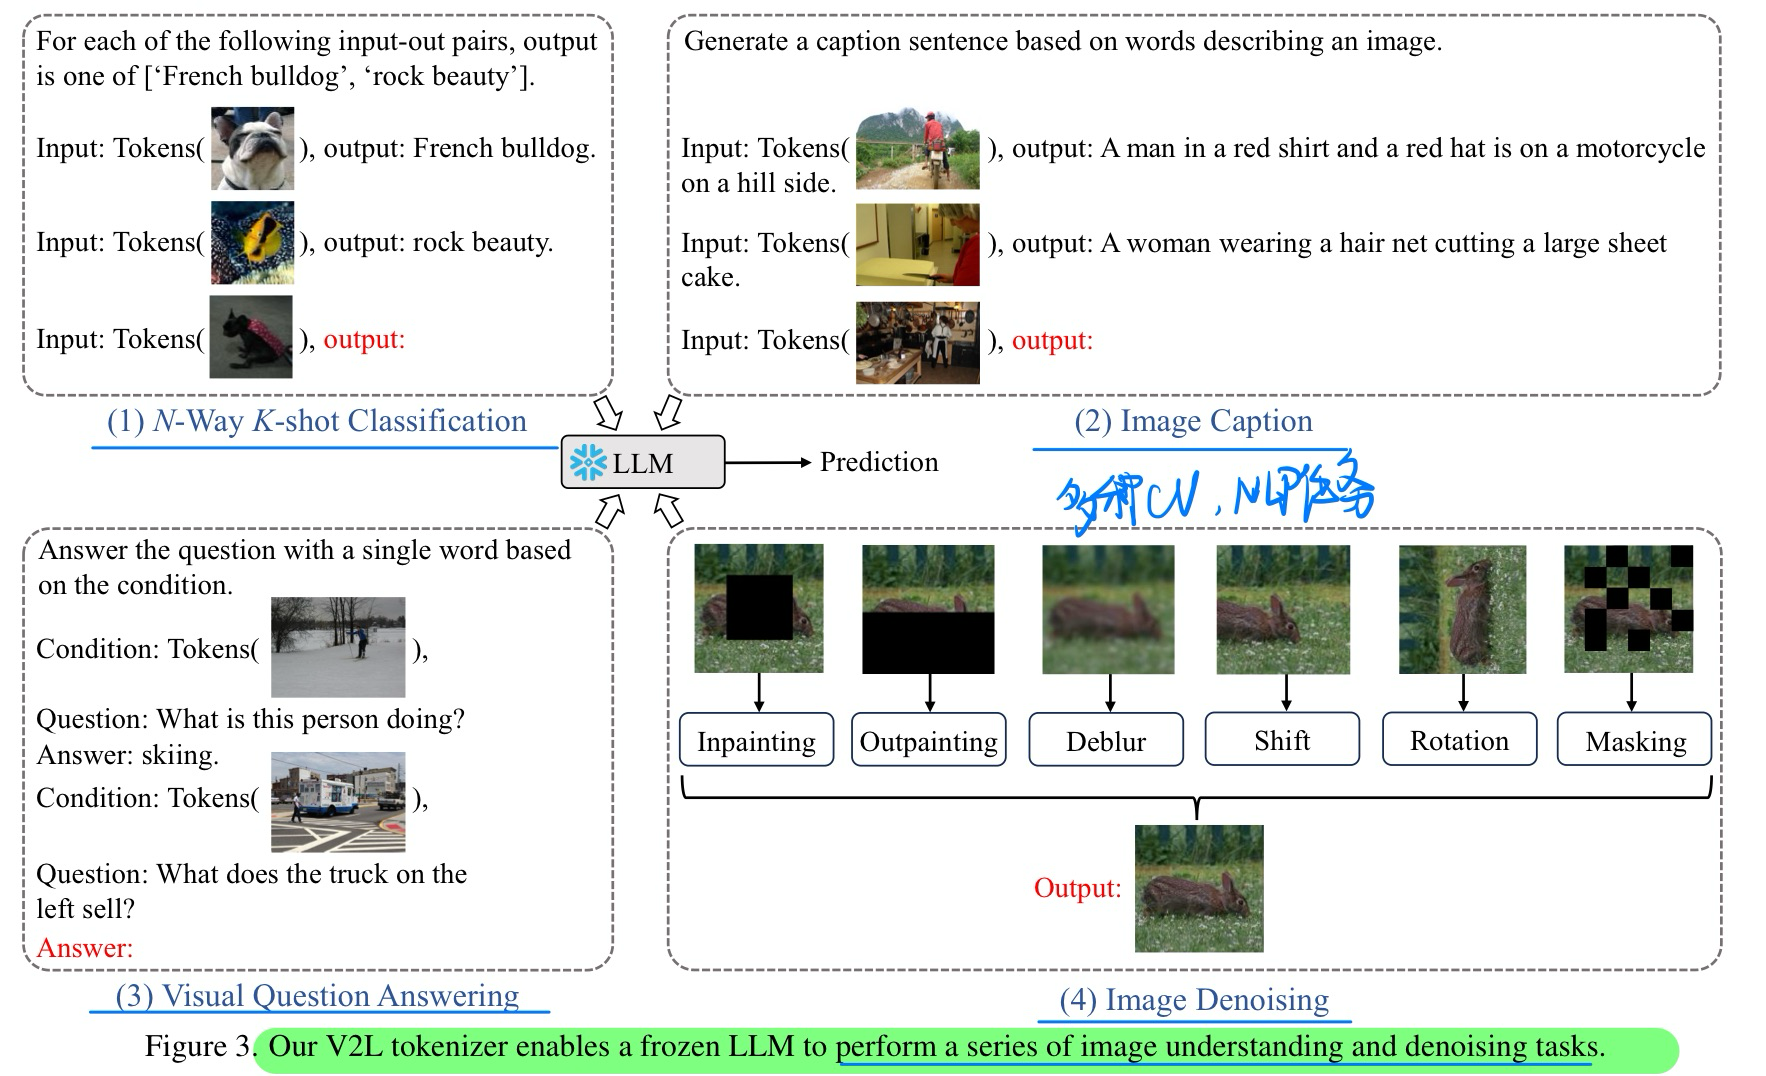 For each of the following input-out pairs, output
is one of [‘French bulldog’, ‘rock beauty’].
Input: Tokens( ), output: French bulldog.
Input: Tokens( ), output: rock beauty.
Input: Tokens( ), output:
(1) N-Way K-shot Classification
Generate a caption sentence based on words describing an image.
Input: Tokens( ), output: A man in a red shirt and a red hat is on a motorcycle
on a hill side.
Input: Tokens( ), output: A woman wearing a hair net cutting a large sheet
cake.
Input: Tokens( ), output:
(2) Image Caption
多种CV, NLP任务
LLM
Prediction
Answer the question with a single word based
on the condition.
Condition: Tokens( ),
Question: What is this person doing?
Answer: skiing.
Condition: Tokens( ),
Question: What does the truck on the
left sell?
Answer:
(3) Visual Question Answering
Inpainting
Outpainting
Deblur
Shift
Rotation
Masking
Output:
(4) Image Denoising
Figure 3. Our V2L tokenizer enables a frozen LLM to perform a series of image understanding and denoising tasks.